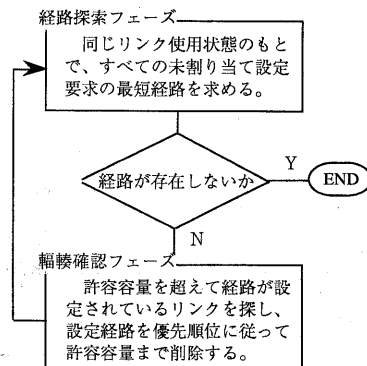 経路探索フェーズ
同じリンク使用状態のもと
で、すべての未割り当て設定
要求の最短経路を求める。
経路が存在しないか
Y
END
N
輻輳確認フェーズ
許容容量を超えて経路が設
定されているリンクを探し、
設定経路を優先順位に従って
許容容量まで削除する。